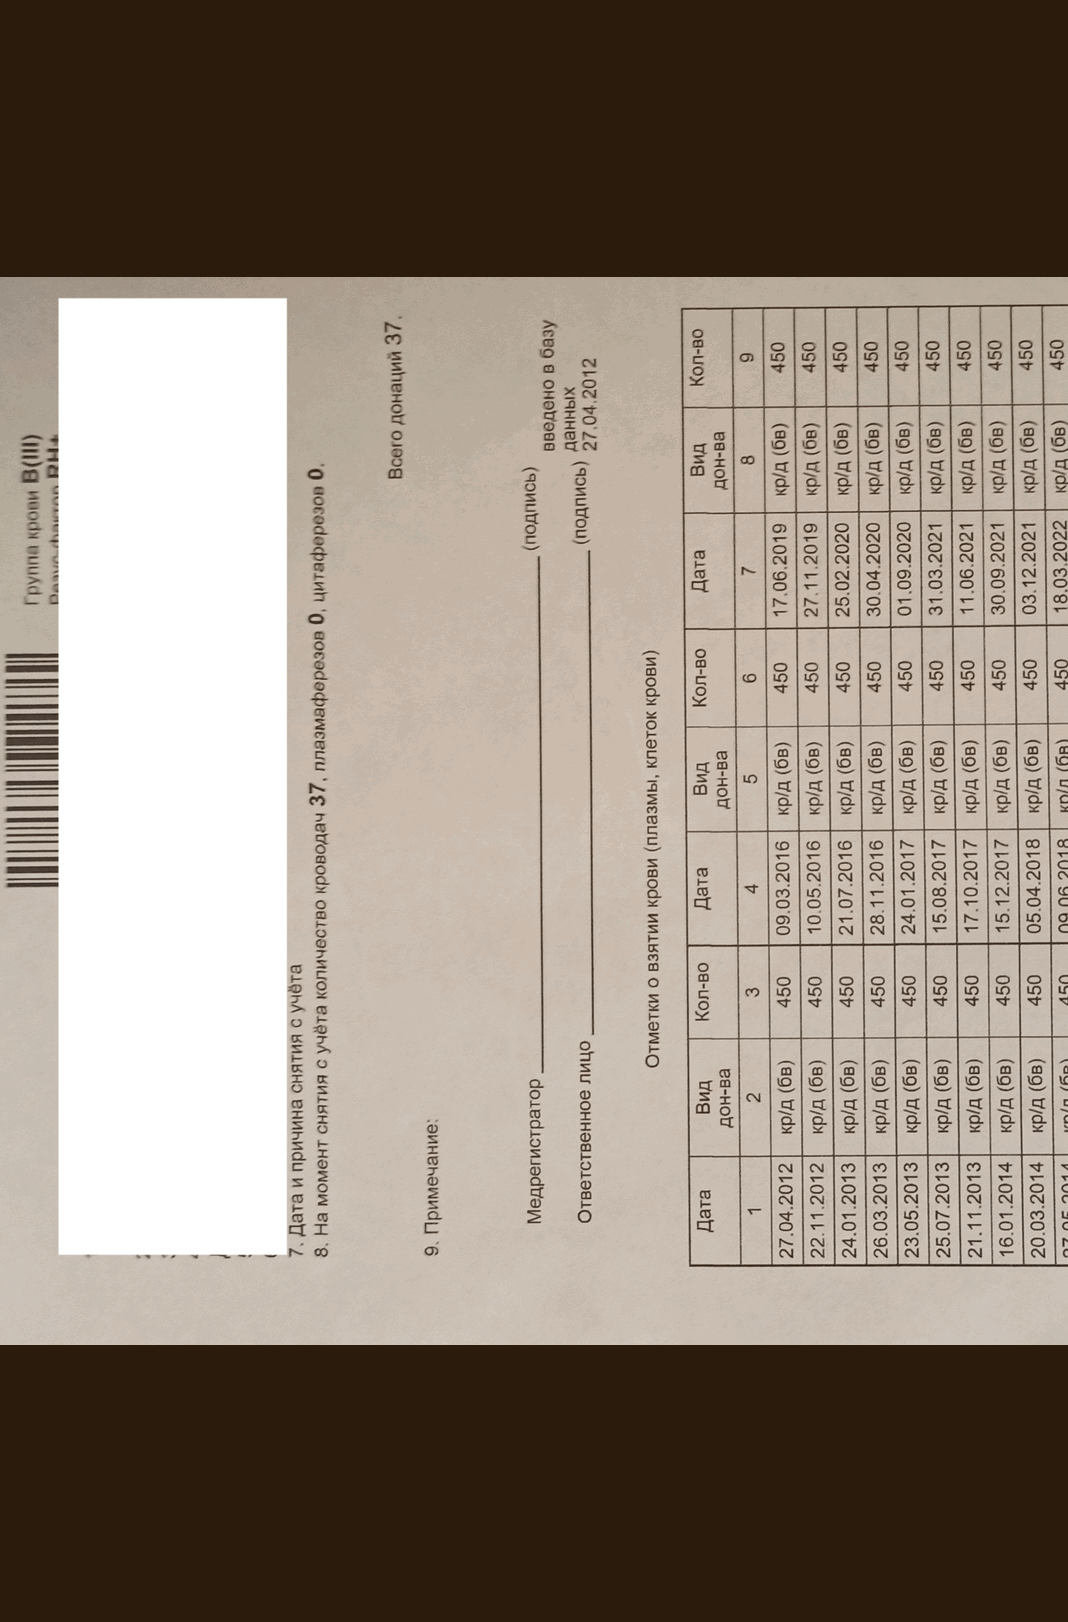 Группа крови B(III)
Резус-фактор RH+
7. Дата и причина снятия с учёта
8. На момент снятия с учёта количество кроводач 37, плазмаферезов 0, цитаферезов 0.
Всего донаций 37.
9. Примечание:
Медрегистратор (подпись)
введено в базу
данных
Ответственное лицо (подпись) 27.04.2012
Отметки о взятии крови (плазмы, клеток крови)
Дата Вид дон-ва Кол-во Дата Вид дон-ва Кол-во Дата Вид дон-ва Кол-во
1 2 3 4 5 6 7 8 9
27.04.2012 кр/д (бв) 450 09.03.2016 кр/д (бв) 450 17.06.2019 кр/д (бв) 450
22.11.2012 кр/д (бв) 450 10.05.2016 кр/д (бв) 450 27.11.2019 кр/д (бв) 450
24.01.2013 кр/д (бв) 450 21.07.2016 кр/д (бв) 450 25.02.2020 кр/д (бв) 450
26.03.2013 кр/д (бв) 450 28.11.2016 кр/д (бв) 450 30.04.2020 кр/д (бв) 450
23.05.2013 кр/д (бв) 450 24.01.2017 кр/д (бв) 450 01.09.2020 кр/д (бв) 450
25.07.2013 кр/д (бв) 450 15.08.2017 кр/д (бв) 450 31.03.2021 кр/д (бв) 450
21.11.2013 кр/д (бв) 450 17.10.2017 кр/д (бв) 450 11.06.2021 кр/д (бв) 450
16.01.2014 кр/д (бв) 450 15.12.2017 кр/д (бв) 450 30.09.2021 кр/д (бв) 450
20.03.2014 кр/д (бв) 450 05.04.2018 кр/д (бв) 450 03.12.2021 кр/д (бв) 450
27.05.2014 кр/д (бв) 450 09.06.2018 кр/д (бв) 450 18.03.2022 кр/д (бв) 450